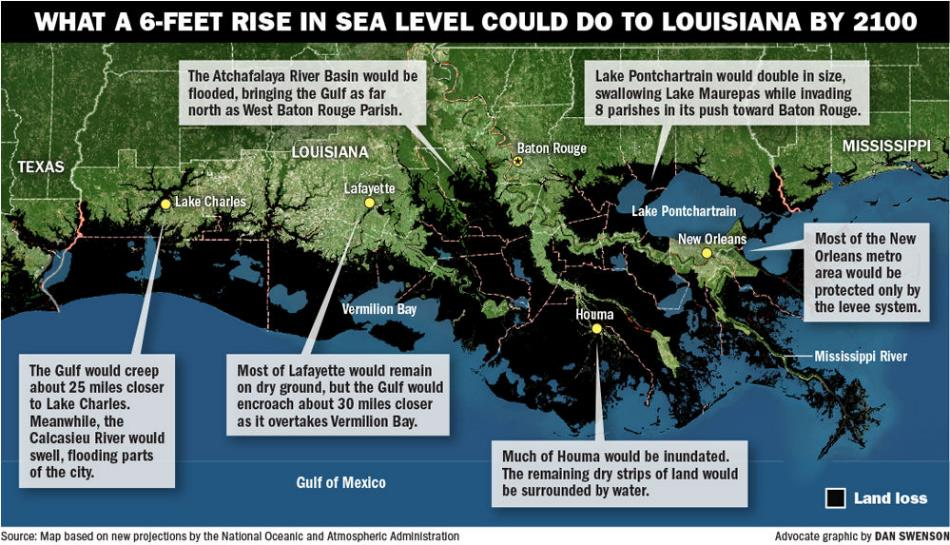 WHAT A 6-FEET RISE IN SEA LEVEL COULD DO TO LOUISIANA BY 2100
The Atchafalaya River Basin would be
flooded, bringing the Gulf as far
north as West Baton Rouge Parish.
Lake Pontchartrain would double in size,
swallowing Lake Maurepas while invading
8 parishes in its push toward Baton Rouge.
TEXAS
LOUISIANA
Baton Rouge
MISSISSIPPI
Lake Charles
Lafayette
Lake Pontchartrain
New Orleans
Most of the New
Orleans metro
area would be
protected only by
the levee system.
Vermilion Bay
Houma
Mississippi River
The Gulf would creep
about 25 miles closer
to Lake Charles.
Meanwhile, the
Calcasieu River would
swell, flooding parts
of the city.
Most of Lafayette would remain
on dry ground, but the Gulf would
encroach about 30 miles closer
as it overtakes Vermilion Bay.
Much of Houma would be inundated.
The remaining dry strips of land would
be surrounded by water.
Gulf of Mexico
Land loss
Source: Map based on new projections by the National Oceanic and Atmospheric Administration
Advocate graphic by DAN SWENSON